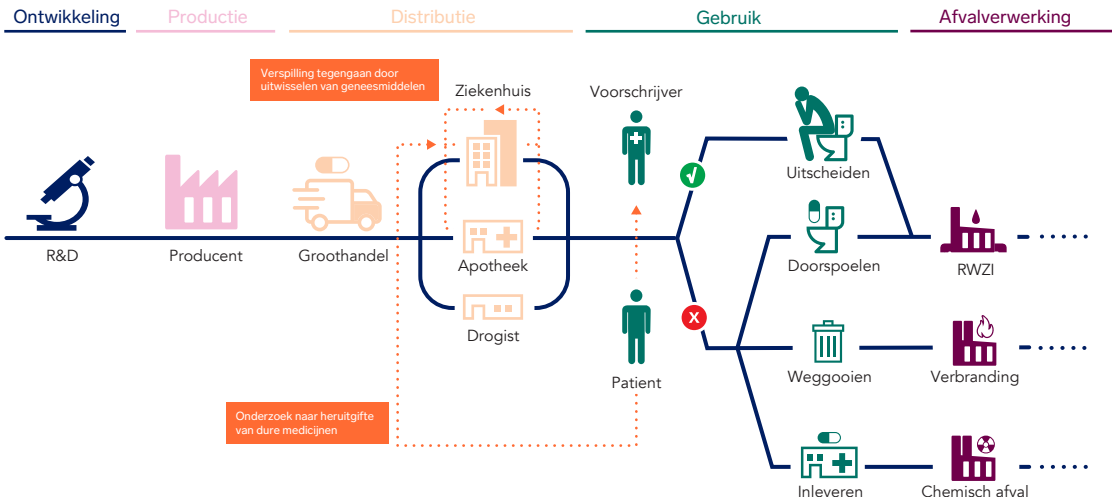 Ontwikkeling
Productie
Distributie
Gebruik
Afvalverwerking
Verspilling tegengaan door
uitwisselen van geneesmiddelen
Ziekenhuis
Voorschrijver
Uitscheiden
R&D
Producent
Groothandel
Apotheek
Doorspoelen
RWZI
Drogist
X
Patient
Weggooien
Verbranding
Onderzoek naar heruitgifte
van dure medicijnen
Inleveren
Chemisch afval